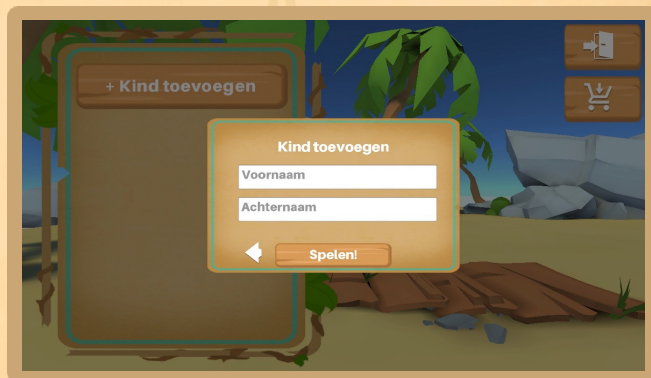 + Kind toevoegen
Kind toevoegen
Voornaam
Achternaam
Spelen!